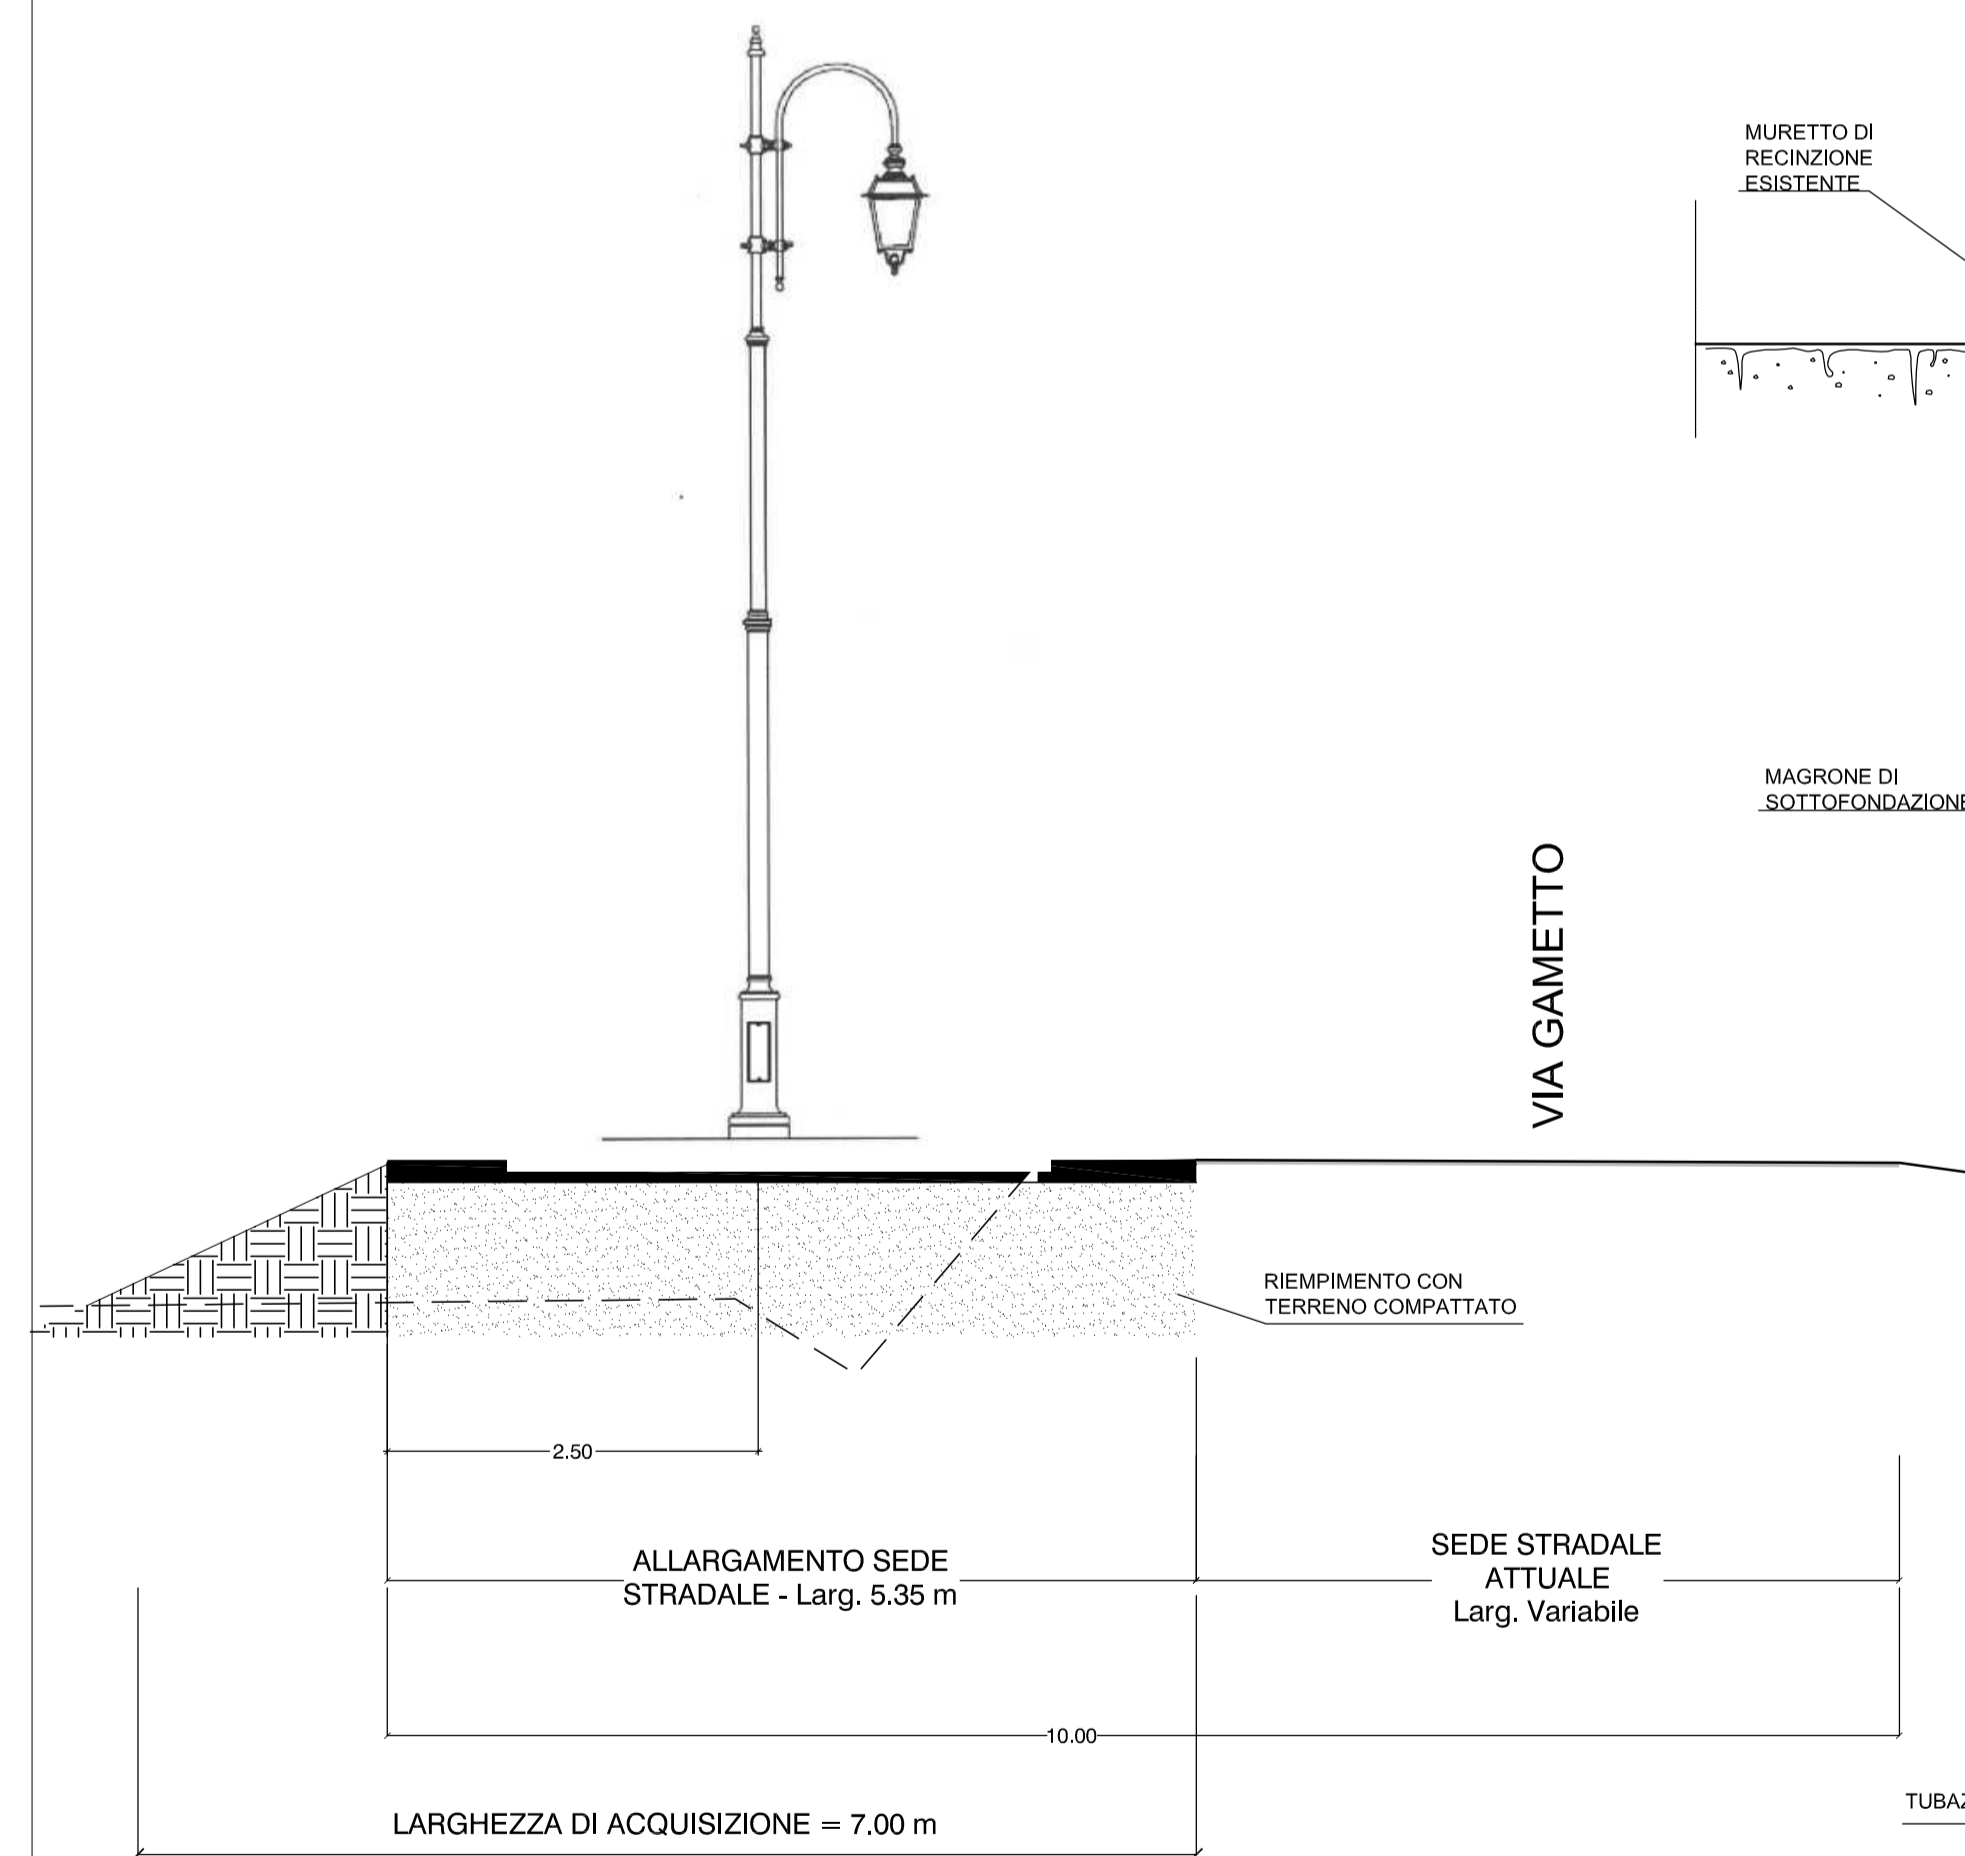 MURETTO DI
RECINZIONE
ESISTENTE
MAGRONE DI
SOTTOFONDAZIONE
VIA GAMETTO
RIEMPIMENTO CON
TERRENO COMPATTATO
2.50
ALLARGAMENTO SEDE
STRADALE - Larg. 5.35 m
SEDE STRADALE
ATTUALE
Larg. Variabile
10.00
LARGHEZZA DI ACQUISIZIONE = 7.00 m